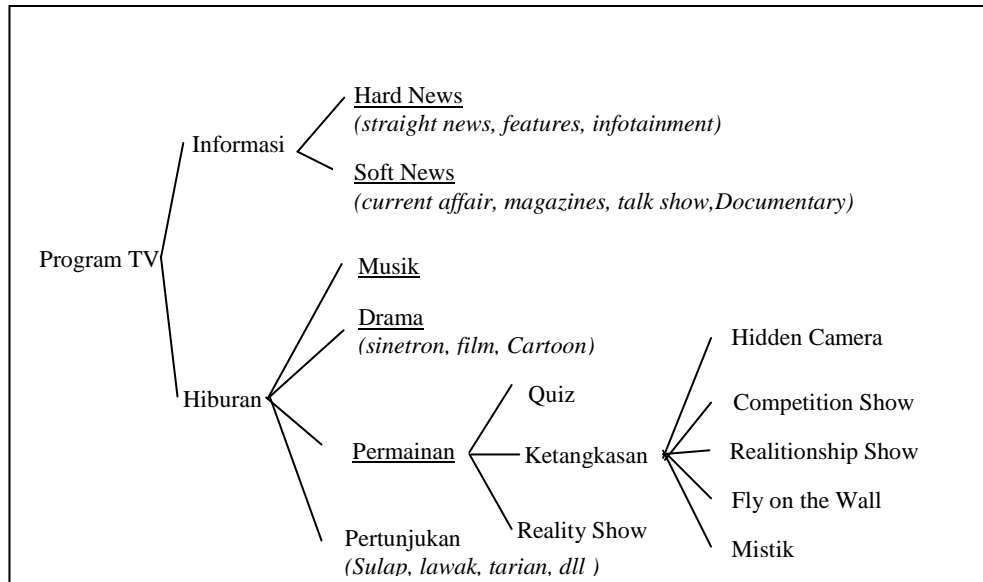 Hard News
(straight news, features, infotainment)
Informasi
Soft News
(current affair, magazines, talk show,Documentary)
Program TV
Musik
Drama
(sinetron, film, Cartoon)
Hiburan
Permainan
Pertunjukan
(Sulap, lawak, tarian, dll )
Quiz
Ketangkasan
Reality Show
Hidden Camera
Competition Show
Realitionship Show
Fly on the Wall
Mistik